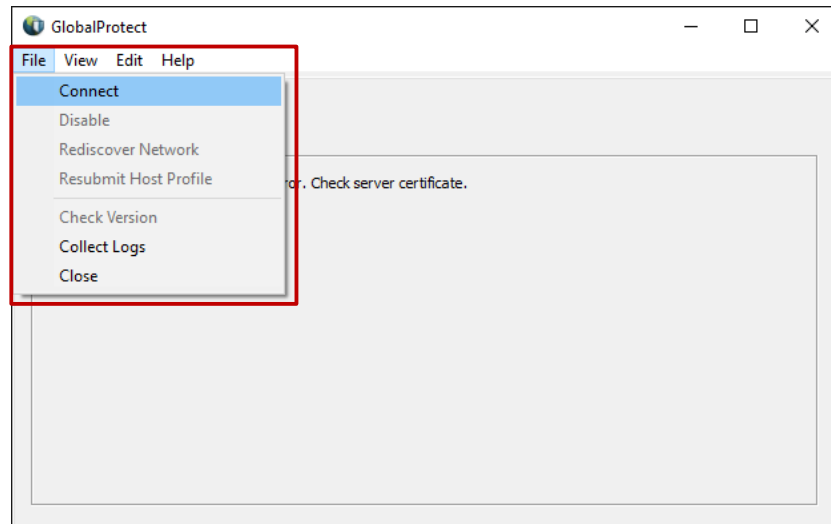 GlobalProtect
File View Edit Help
Connect
Disable
Rediscover Network
Resubmit Host Profile
Check server certificate.
Check Version
Collect Logs
Close